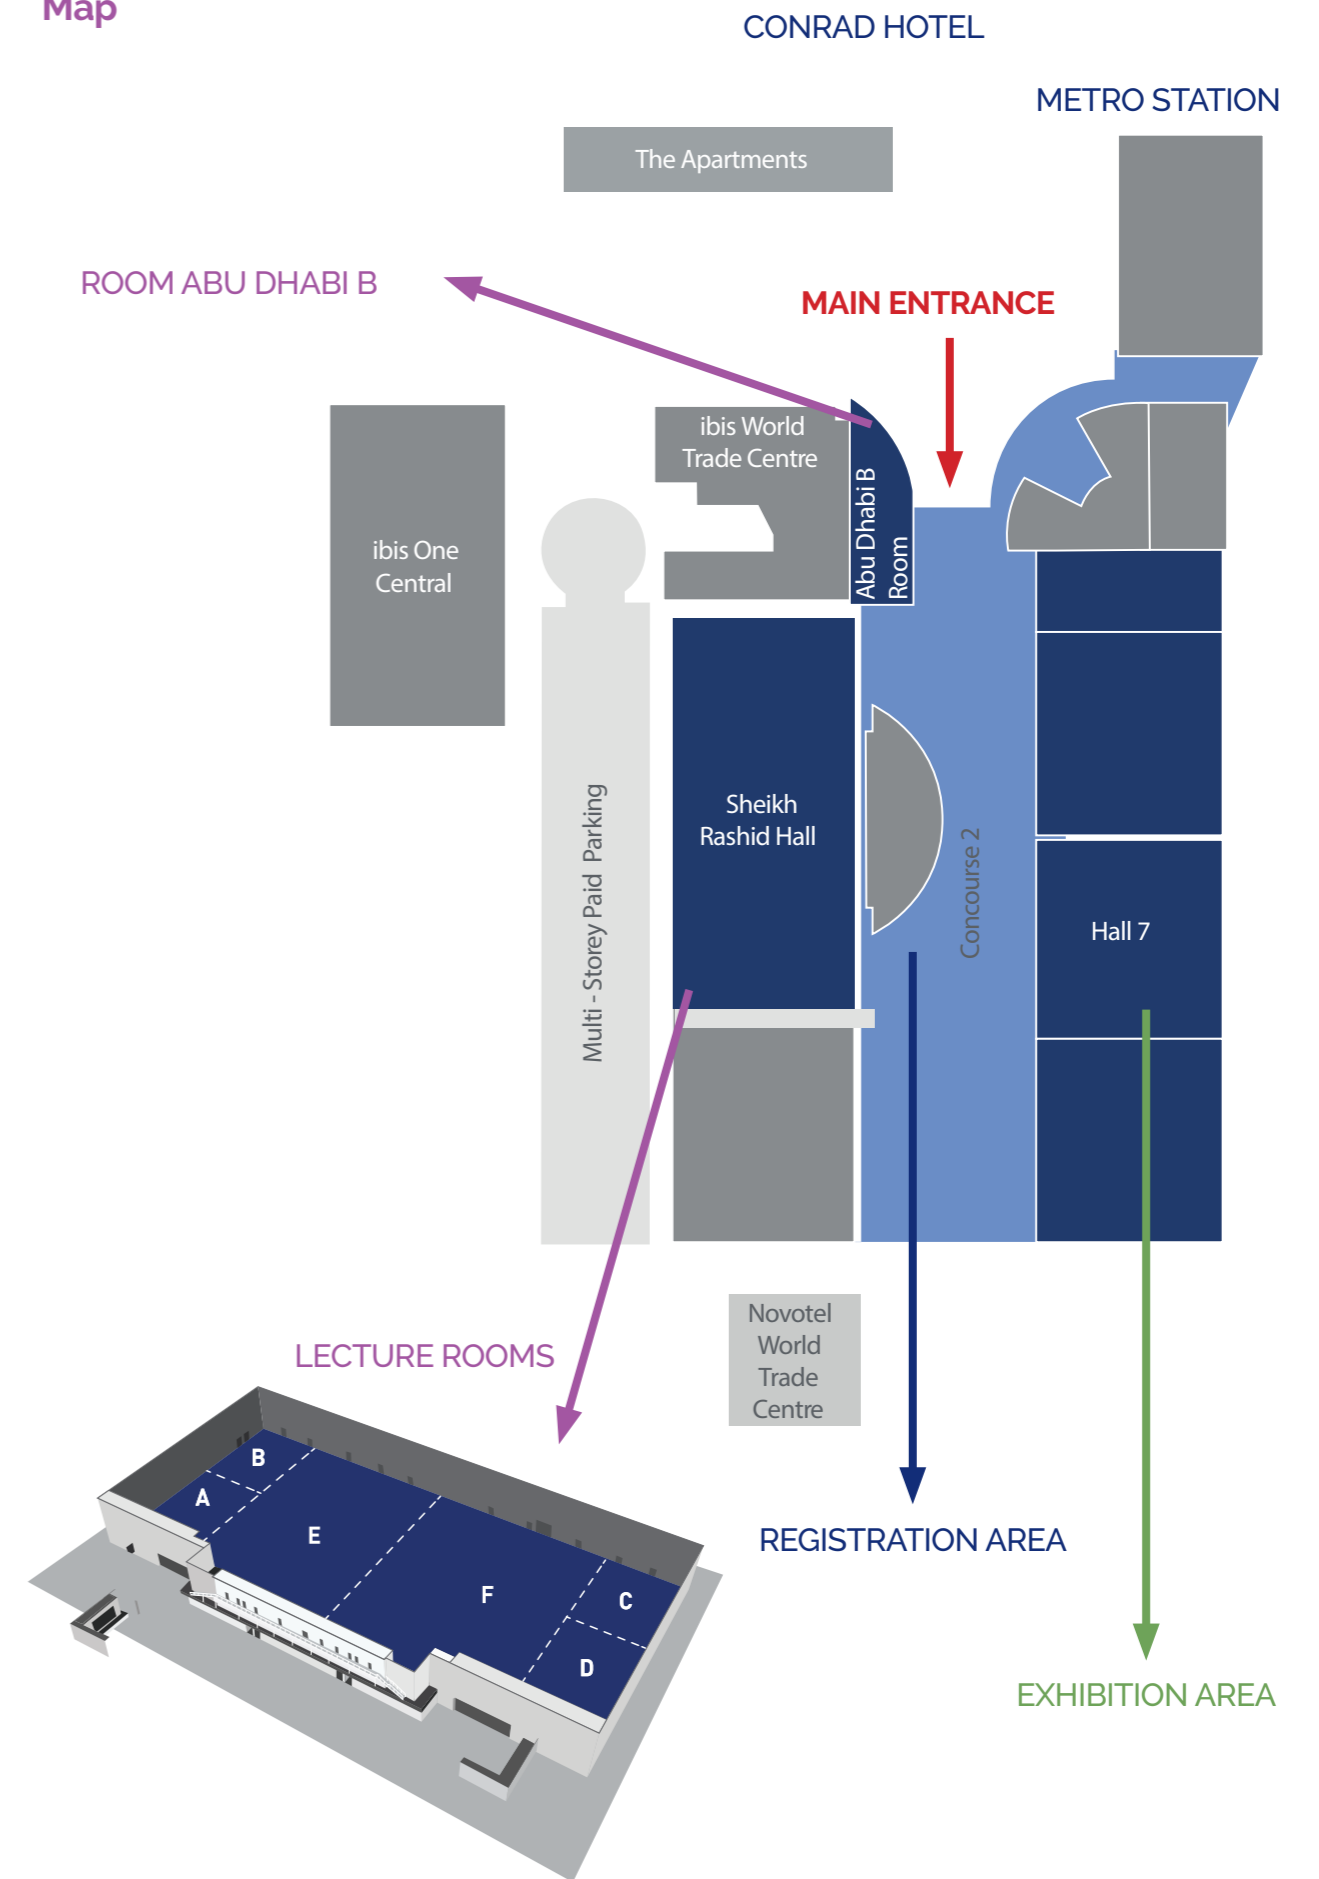 Map
CONRAD HOTEL
METRO STATION
The Apartments
ROOM ABU DHABI B
MAIN ENTRANCE
ibis World
Trade Centre
Abu Dhabi B
Room
ibis One
Central
Sheikh
Rashid Hall
Multi - Storey Paid Parking
Concourse 2
Hall 7
Novotel
World
Trade
Centre
LECTURE ROOMS
B
A
E
F
C
D
REGISTRATION AREA
EXHIBITION AREA